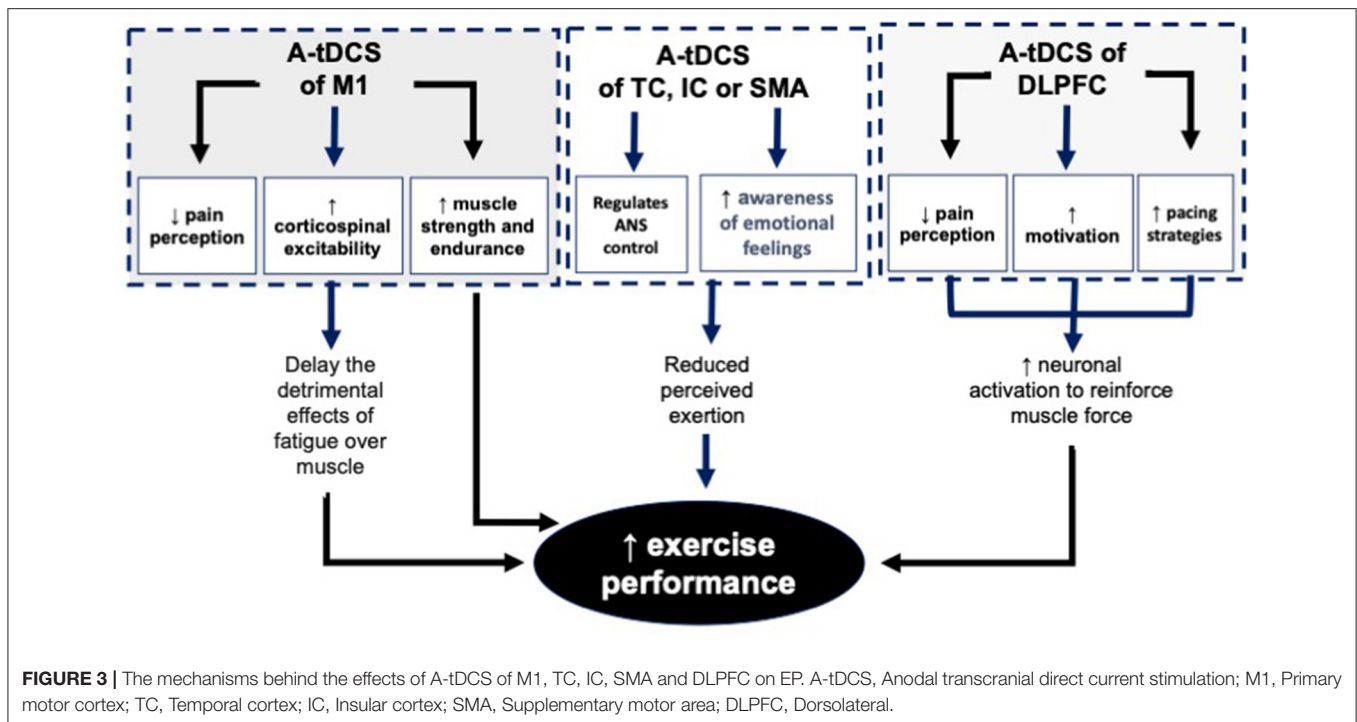 A-tDCS
of M1
↓ pain
perception
↑
corticospinal
excitability
↑ muscle
strength and
endurance
A-tDCS
of TC, IC or SMA
Regulates
ANS
control
↑ awareness
of emotional
feelings
A-tDCS of
DLPFC
↓ pain
perception
↑
motivation
↑ pacing
strategies
Delay the
detrimental
effects of
fatigue over
muscle
Reduced
perceived
exertion
↑ neuronal
activation to reinforce
muscle force
↑ exercise
performance
FIGURE 3 | The mechanisms behind the effects of A-tDCS of M1, TC, IC, SMA and DLPFC on EP. A-tDCS, Anodal transcranial direct current stimulation; M1, Primary
motor cortex; TC, Temporal cortex; IC, Insular cortex; SMA, Supplementary motor area; DLPFC, Dorsolateral.